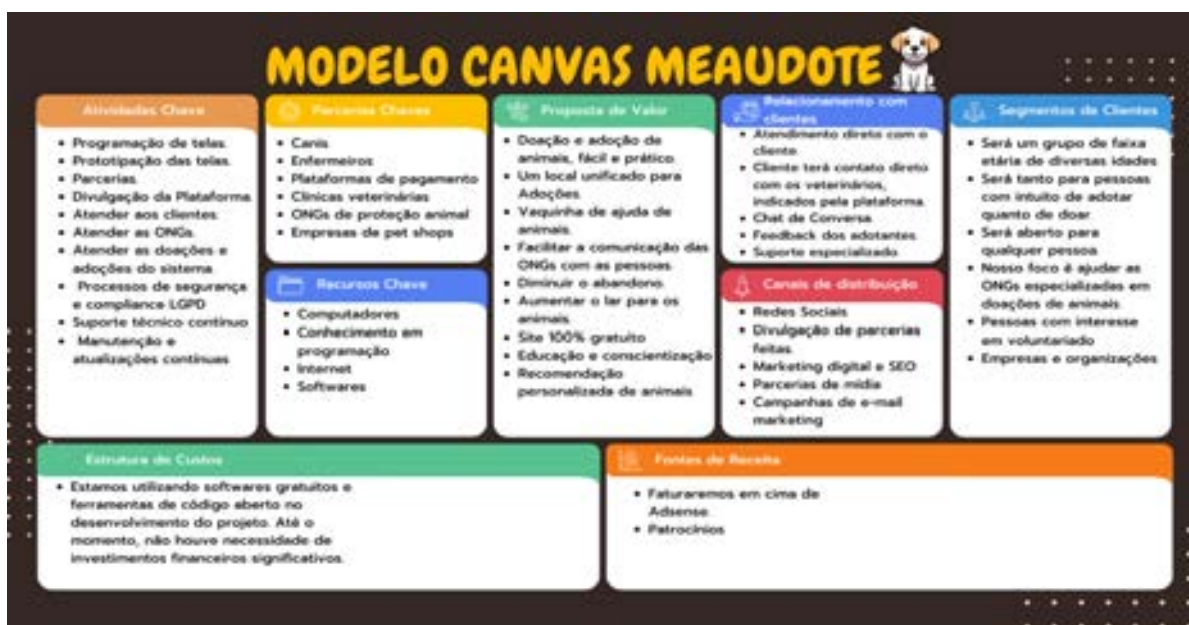 MODELO CANVAS MEAUDOTE
Atividades Chave
• Programação de telas.
• Prototipação das telas.
• Parcerias.
• Divulgação da Plataforma.
• Atender aos clientes.
• Atender as ONGs.
• Atender as doações e
adoções do sistema
• Processos de segurança
e compliance LGPD
• Suporte técnico contínuo
• Manutenção e
atualizações contínuas
Parcerias Chaves
• Canis
• Enfermeiros
• Plataformas de pagamento
• Clínicas veterinárias
• ONGs de proteção animal
• Empresas de pet shops
Recursos Chave
• Computadores
• Conhecimento em
programação
• Internet
• Softwares
Proposta de Valor
• Doação e adoção de
animais, fácil e prático.
• Um local unificado para
Adoções.
• Vaquinha de ajuda de
animais.
• Facilitar a comunicação das
ONGs com as pessoas.
• Diminuir o abandono.
• Aumentar o lar para os
animais.
• Site 100% gratuito
• Educação e conscientização
• Recomendação
personalizada de animais
Relacionamento com
clientes
• Atendimento direto com o
cliente.
• Cliente terá contato direto
com os veterinários,
indicados pela plataforma.
• Chat de Conversa.
• Feedback dos adotantes.
• Suporte especializado.
Canais de distribuição
• Redes Sociais
• Divulgação de parcerias
feitas.
• Marketing digital e SEO
• Parcerias de mídia
• Campanhas de e-mail
marketing
Segmentos de Clientes
• Será um grupo de faixa
etária de diversas idades
• Será tanto para pessoas
com intuito de adotar
quanto de doar.
• Será aberto para
qualquer pessoa
• Nosso foco é ajudar as
ONGs especializadas em
doações de animais.
• Pessoas com interesse
em voluntariado
• Empresas e organizações
Estrutura de Custos
• Estamos utilizando softwares gratuitos e
ferramentas de código aberto no
desenvolvimento do projeto. Até o
momento, não houve necessidade de
investimentos financeiros significativos.
Fontes de Receita
• Faturaremos em cima de
Adsense.
• Patrocínios